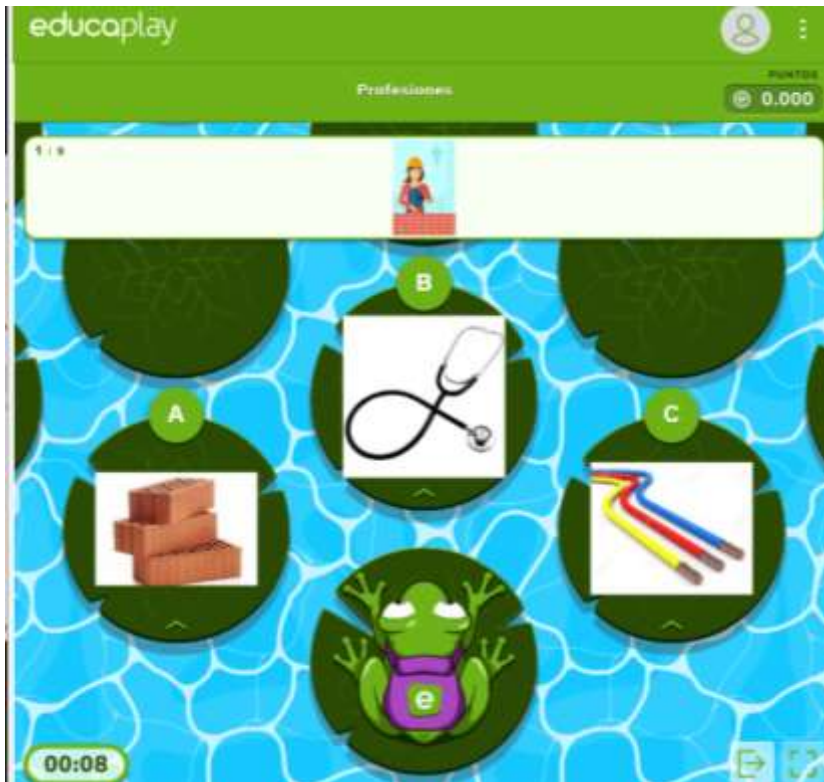 educaplay
PUNTOS
Profesiones
0.000
1 / 9
B
A
C
e
00:08